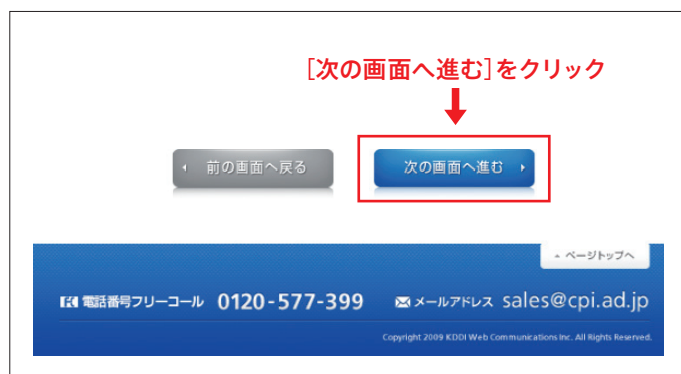 [次の画面へ進む]をクリック
前の画面へ戻る
次の画面へ進む
ページトップへ
電話番号フリーコール 0120-577-399
メールアドレス sales@cpi.ad.jp
Copyright 2009 KDDI Web Communications Inc. All Rights Reserved.